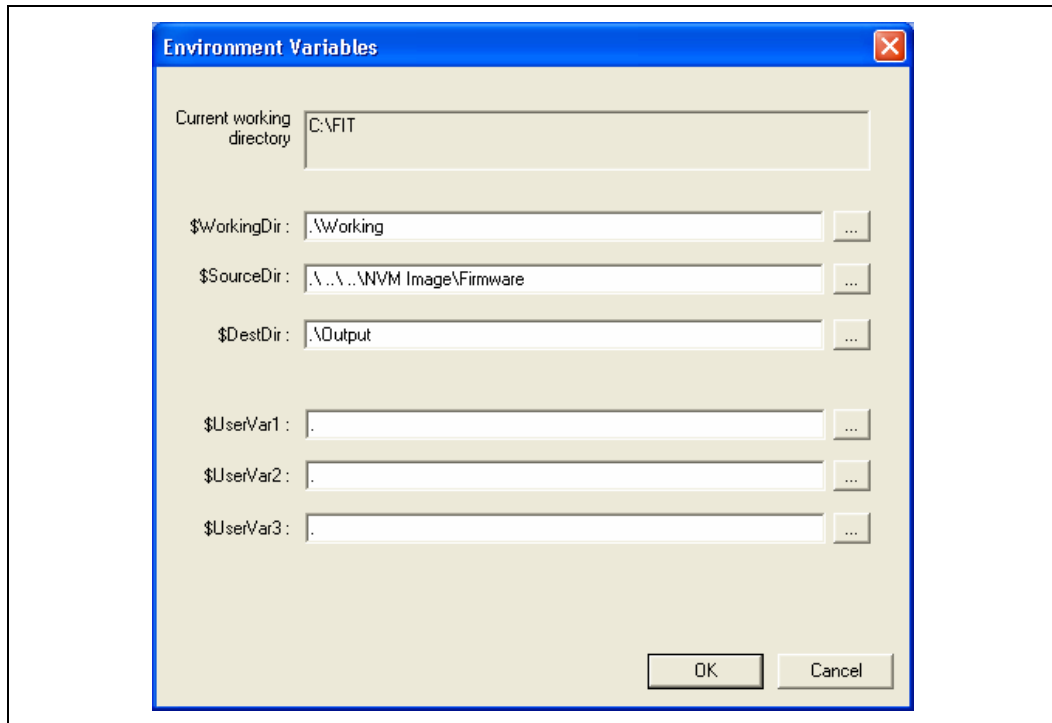 Environment Variables
Current working
directory
C:\FIT
$WorkingDir :
.\Working
...
$SourceDir :
.\ ..\ ..\NVM Image\Firmware
...
$DestDir :
.\Output
...
$UserVar1 :
.
...
$UserVar2 :
.
...
$UserVar3 :
.
...
OK
Cancel